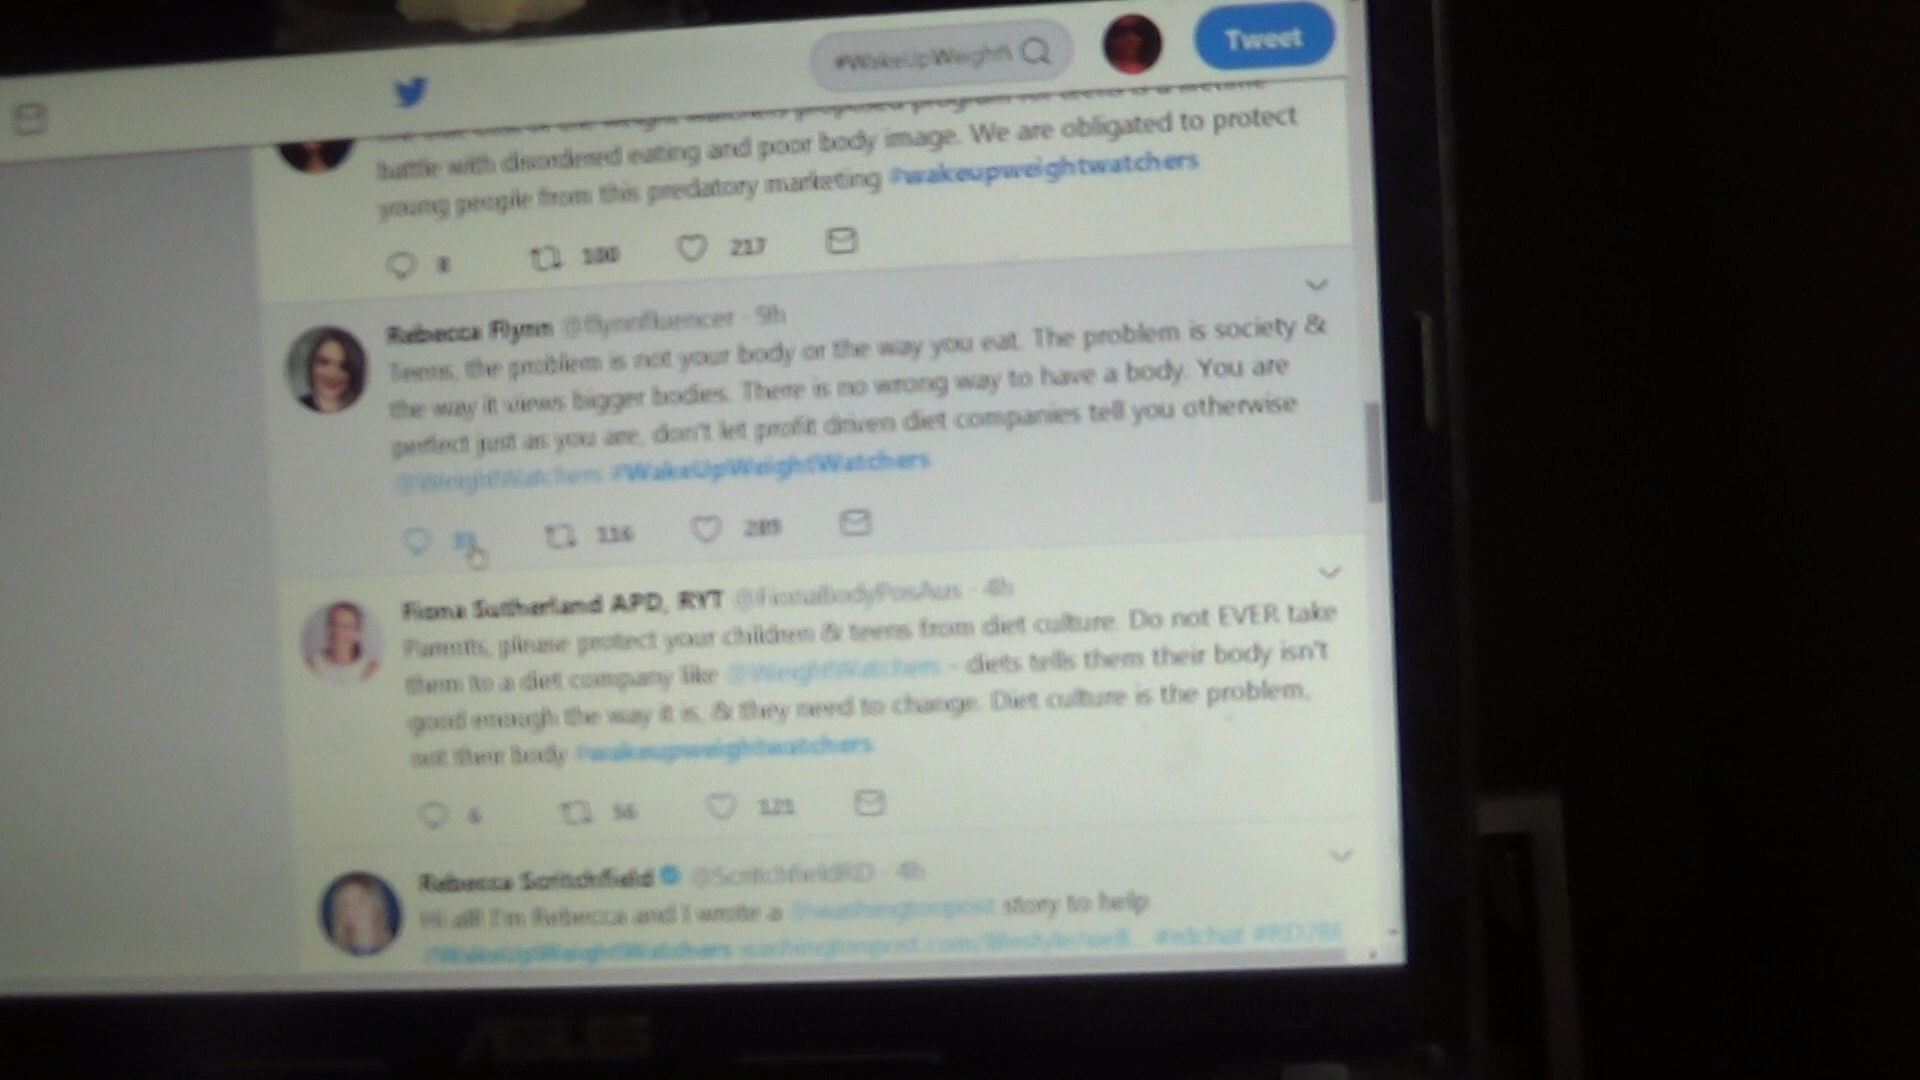 #WakeUpWeightW
Tweet
battle with disordered eating and poor body image. We are obligated to protect
young people from this predatory marketing #wakeupweightwatchers
8 100 217
Rebecca Flynn @flynnfluencer · 5h
Teens, the problem is not your body or the way you eat. The problem is society &
the way it views bigger bodies. There is no wrong way to have a body. You are
perfect just as you are, don't let profit driven diet companies tell you otherwise
@WeightWatchers #WakeUpWeightWatchers
116 289
Fiona Sutherland APD, RYT @FionaBodyPosAus · 4h
Parents, please protect your children & teens from diet culture. Do not EVER take
them to a diet company like @WeightWatchers - diets tells them their body isn't
good enough the way it is, & they need to change. Diet culture is the problem,
not their body #wakeupweightwatchers
6 56 121
Rebecca Scritchfield @ScritchfieldRD · 4h
Hi all! I'm Rebecca and I wrote a @washingtonpost story to help
#WakeUpWeightWatchers washingtonpost.com/lifestyle/well… #rdchat
ASUS